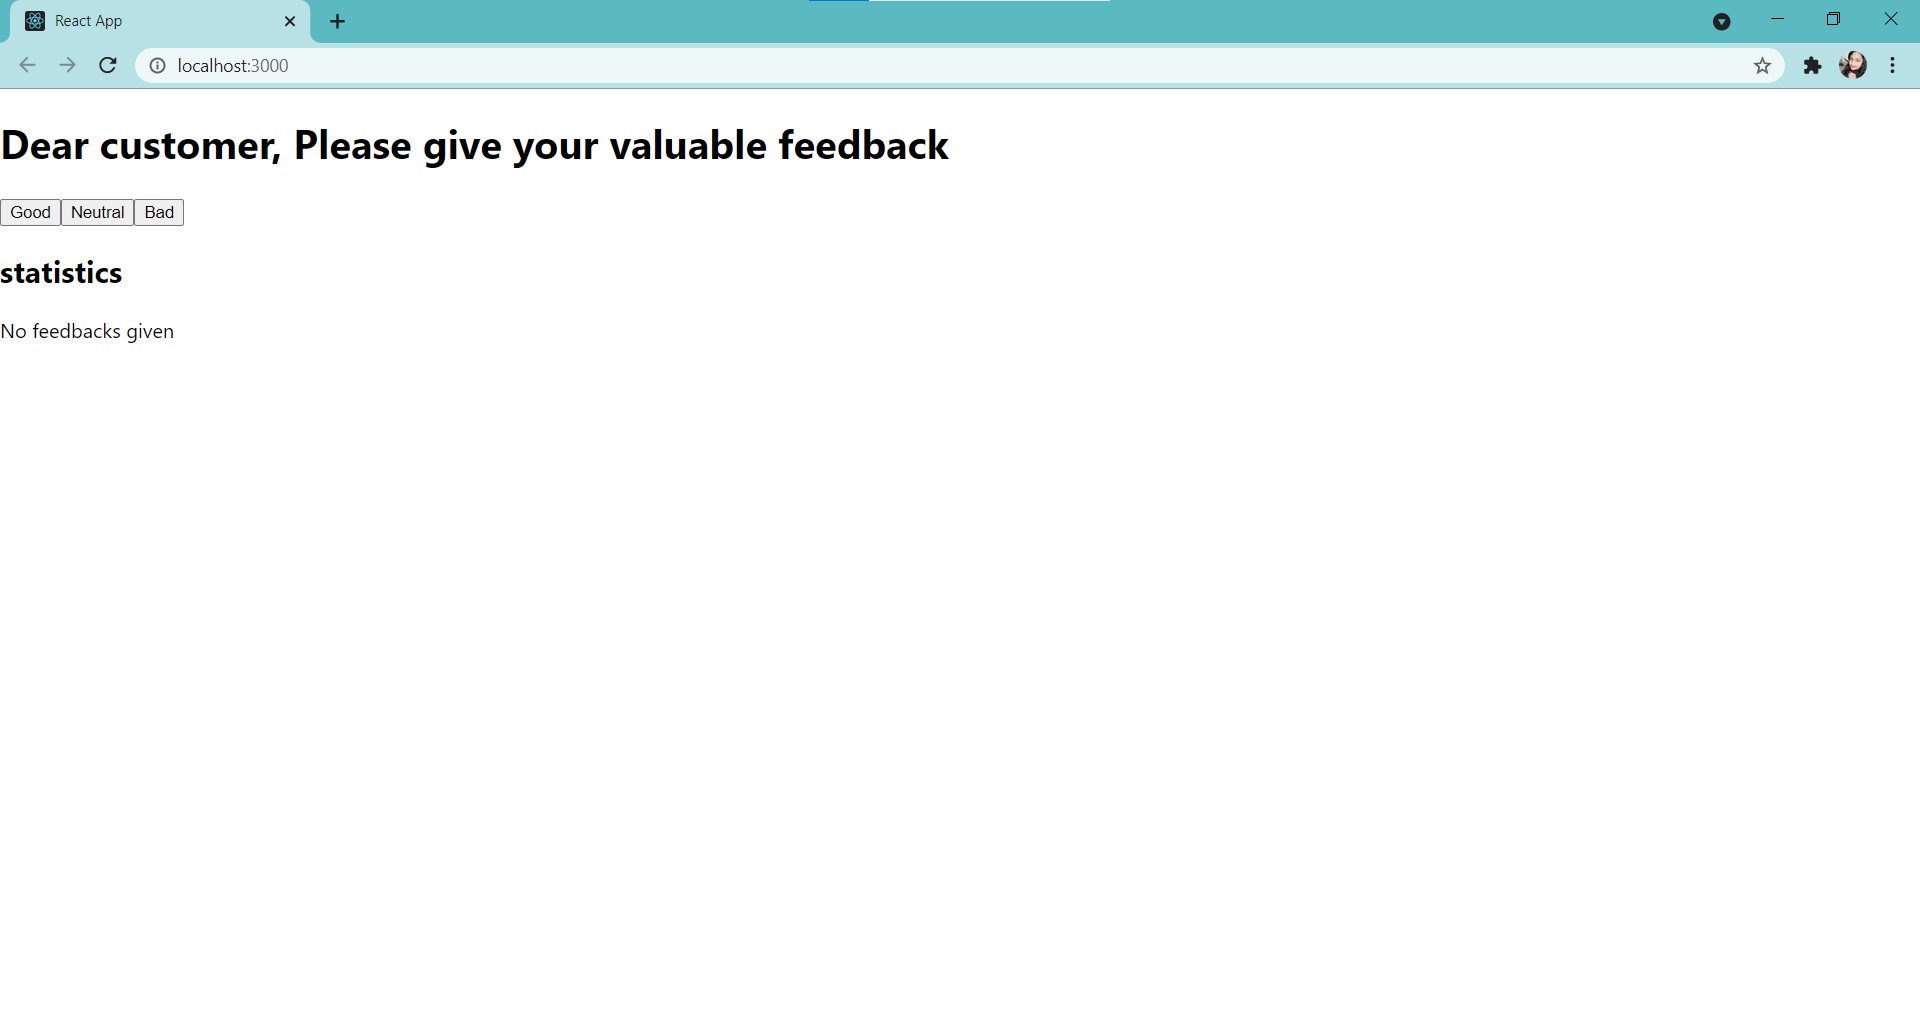 React App
localhost:3000
Dear customer, Please give your valuable feedback
Good Neutral Bad
statistics
No feedbacks given